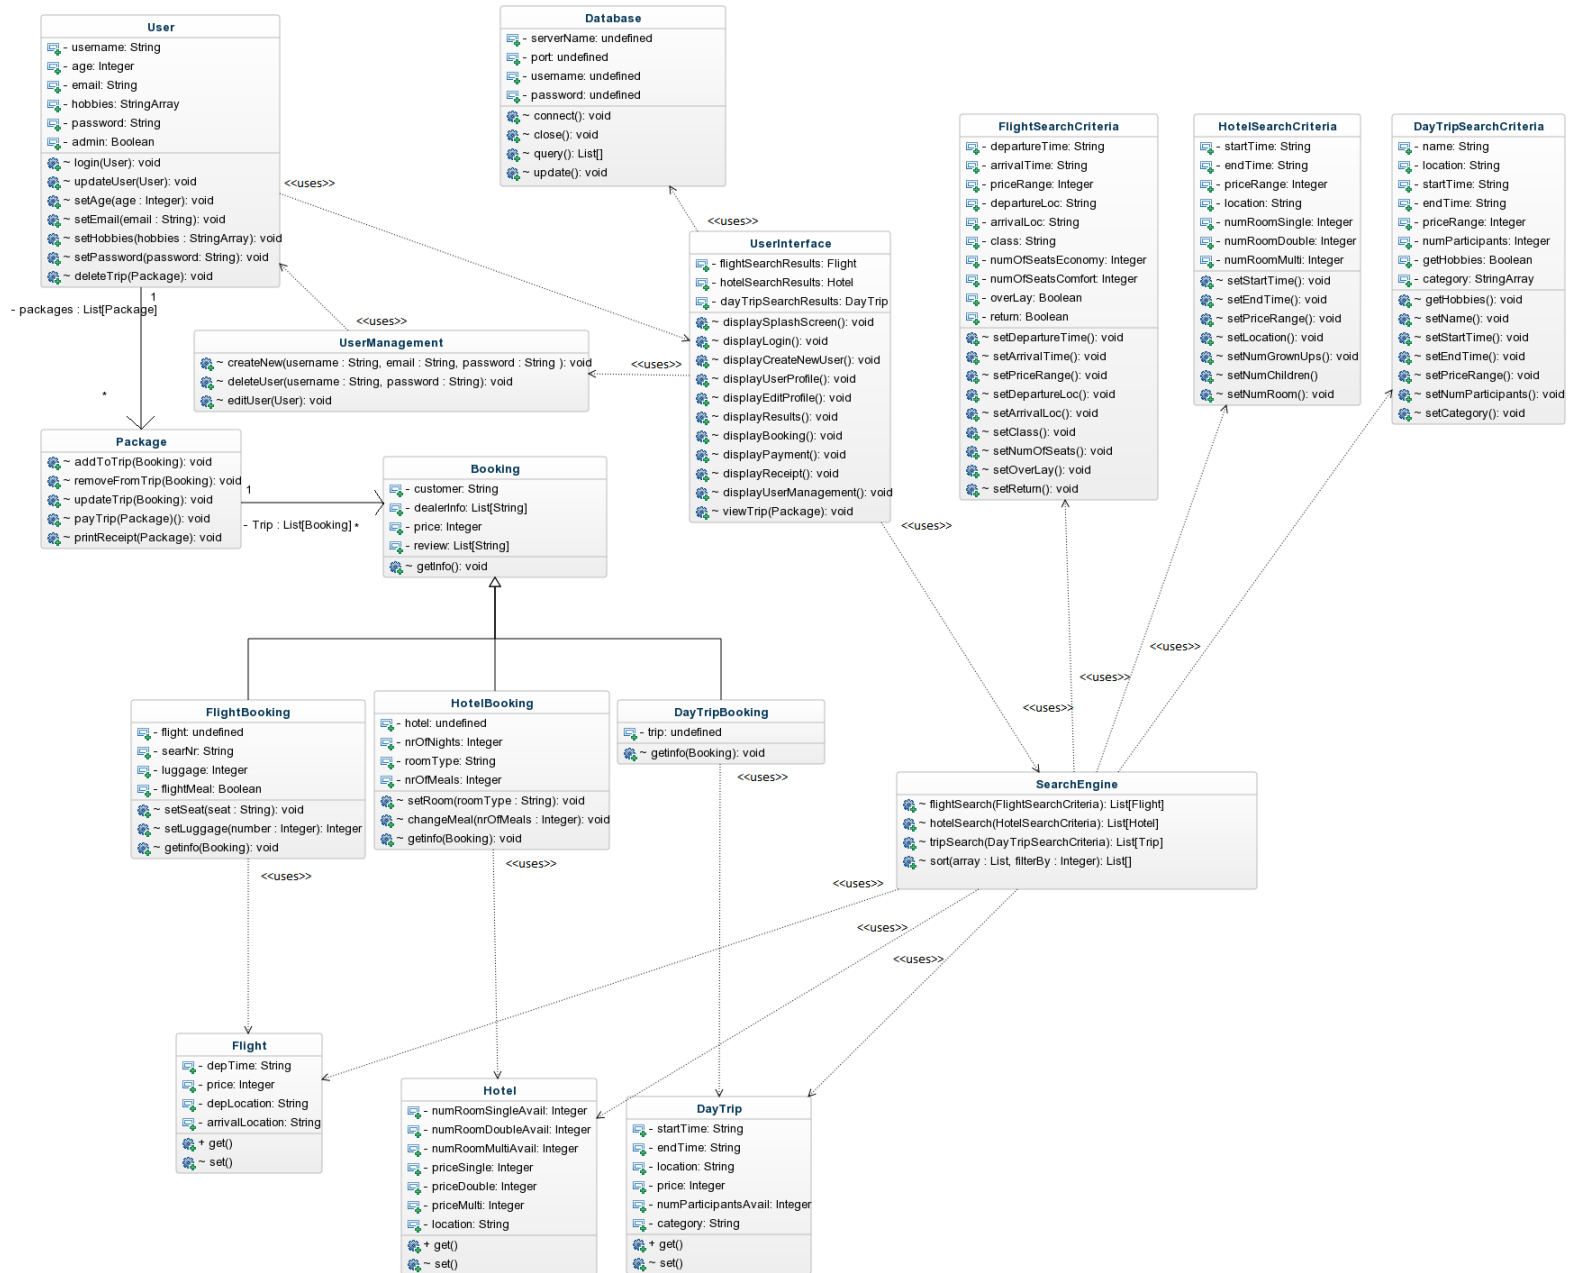 User
- username: String
- age: Integer
- email: String
- hobbies: StringArray
- password: String
- admin: Boolean
~ login(User): void
~ updateUser(User): void
~ setAge(age : Integer): void
~ setEmail(email : String): void
~ setHobbies(hobbies : StringArray): void
~ setPassword(password: String): void
~ deleteTrip(Package): void
Database
- serverName: undefined
- port: undefined
- username: undefined
- password: undefined
~ connect(): void
~ close(): void
~ query(): List[]
~ update(): void
<<uses>>
<<uses>>
<<uses>>
<<uses>>
1
- packages : List[Package]
*
UserManagement
~ createNew(username : String, email : String, password : String ): void
~ deleteUser(username : String, password : String): void
~ editUser(User): void
UserInterface
- flightSearchResults: Flight
- hotelSearchResults: Hotel
- dayTripSearchResults: DayTrip
~ displaySplashScreen(): void
~ displayLogin(): void
~ displayCreateNewUser(): void
~ displayUserProfile(): void
~ displayEditProfile(): void
~ displayResults(): void
~ displayBooking(): void
~ displayPayment(): void
~ displayReceipt(): void
~ displayUserManagement(): void
~ viewTrip(Package): void
FlightSearchCriteria
- departureTime: String
- arrivalTime: String
- priceRange: Integer
- departureLoc: String
- arrivalLoc: String
- class: String
- numOfSeatsEconomy: Integer
- numOfSeatsComfort: Integer
- overLay: Boolean
- return: Boolean
~ setDepartureTime(): void
~ setArrivalTime(): void
~ setPriceRange(): void
~ setDepartureLoc(): void
~ setArrivalLoc(): void
~ setClass(): void
~ setNumOfSeats(): void
~ setOverLay(): void
~ setReturn(): void
HotelSearchCriteria
- startTime: String
- endTime: String
- priceRange: Integer
- location: String
- numRoomSingle: Integer
- numRoomDouble: Integer
- numRoomMulti: Integer
~ setStartTime(): void
~ setEndTime(): void
~ setPriceRange(): void
~ setLocation(): void
~ setNumGrownUps(): void
~ setNumChildren()
~ setNumRoom(): void
DayTripSearchCriteria
- name: String
- location: String
- startTime: String
- endTime: String
- priceRange: Integer
- numParticipants: Integer
- getHobbies: Boolean
- category: StringArray
~ getHobbies(): void
~ setName(): void
~ setStartTime(): void
~ setEndTime(): void
~ setPriceRange(): void
~ setNumParticipants(): void
~ setCategory(): void
Package
~ addToTrip(Booking): void
~ removeFromTrip(Booking): void
~ updateTrip(Booking): void
~ payTrip(Package)(): void
~ printReceipt(Package): void
1
- Trip : List[Booking] *
Booking
- customer: String
- dealerInfo: List[String]
- price: Integer
- review: List[String]
~ getInfo(): void
<<uses>>
<<uses>>
<<uses>>
<<uses>>
FlightBooking
- flight: undefined
- searNr: String
- luggage: Integer
- flightMeal: Boolean
~ setSeat(seat : String): void
~ setLuggage(number : Integer): Integer
~ getinfo(Booking): void
HotelBooking
- hotel: undefined
- nrOfNights: Integer
- roomType: String
- nrOfMeals: Integer
~ setRoom(roomType : String): void
~ changeMeal(nrOfMeals : Integer): void
~ getinfo(Booking): void
DayTripBooking
- trip: undefined
~ getinfo(Booking): void
<<uses>>
<<uses>>
<<uses>>
SearchEngine
~ flightSearch(FlightSearchCriteria): List[Flight]
~ hotelSearch(HotelSearchCriteria): List[Hotel]
~ tripSearch(DayTripSearchCriteria): List[Trip]
~ sort(array : List, filterBy : Integer): List[]
<<uses>>
<<uses>>
<<uses>>
Flight
- depTime: String
- price: Integer
- depLocation: String
- arrivalLocation: String
+ get()
~ set()
Hotel
- numRoomSingleAvail: Integer
- numRoomDoubleAvail: Integer
- numRoomMultiAvail: Integer
- priceSingle: Integer
- priceDouble: Integer
- priceMulti: Integer
- location: String
+ get()
~ set()
DayTrip
- startTime: String
- endTime: String
- location: String
- price: Integer
- numParticipantsAvail: Integer
- category: String
+ get()
~ set()